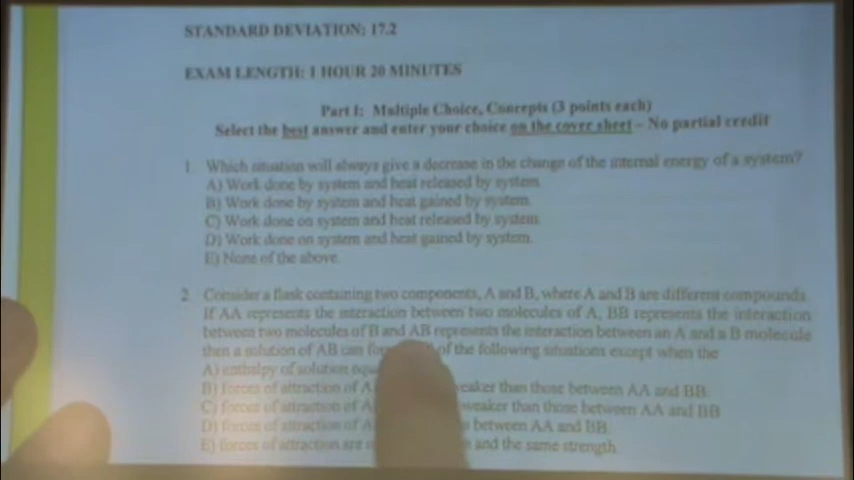 STANDARD DEVIATION: 17.2
EXAM LENGTH: 1 HOUR 20 MINUTES
Part I: Multiple Choice, Concepts (3 points each)
Select the best answer and enter your choice on the cover sheet – No partial credit
1. Which situation will always give a decrease in the change of the internal energy of a system?
A) Work done by system and heat released by system.
B) Work done by system and heat gained by system.
C) Work done on system and heat released by system.
D) Work done on system and heat gained by system.
E) None of the above.
2. Consider a flask containing two components, A and B, where A and B are different compounds.
If AA represents the interaction between two molecules of A, BB represents the interaction
between two molecules of B and AB represents the interaction between an A and a B molecule
then a solution of AB can of the following situations except when the
A) enthalpy of solution
B) forces of attraction of weaker than those between AA and BB.
C) forces of attraction of weaker than those between AA and BB
D) forces of attraction of between AA and BB.
E) forces of attraction are and the same strength.